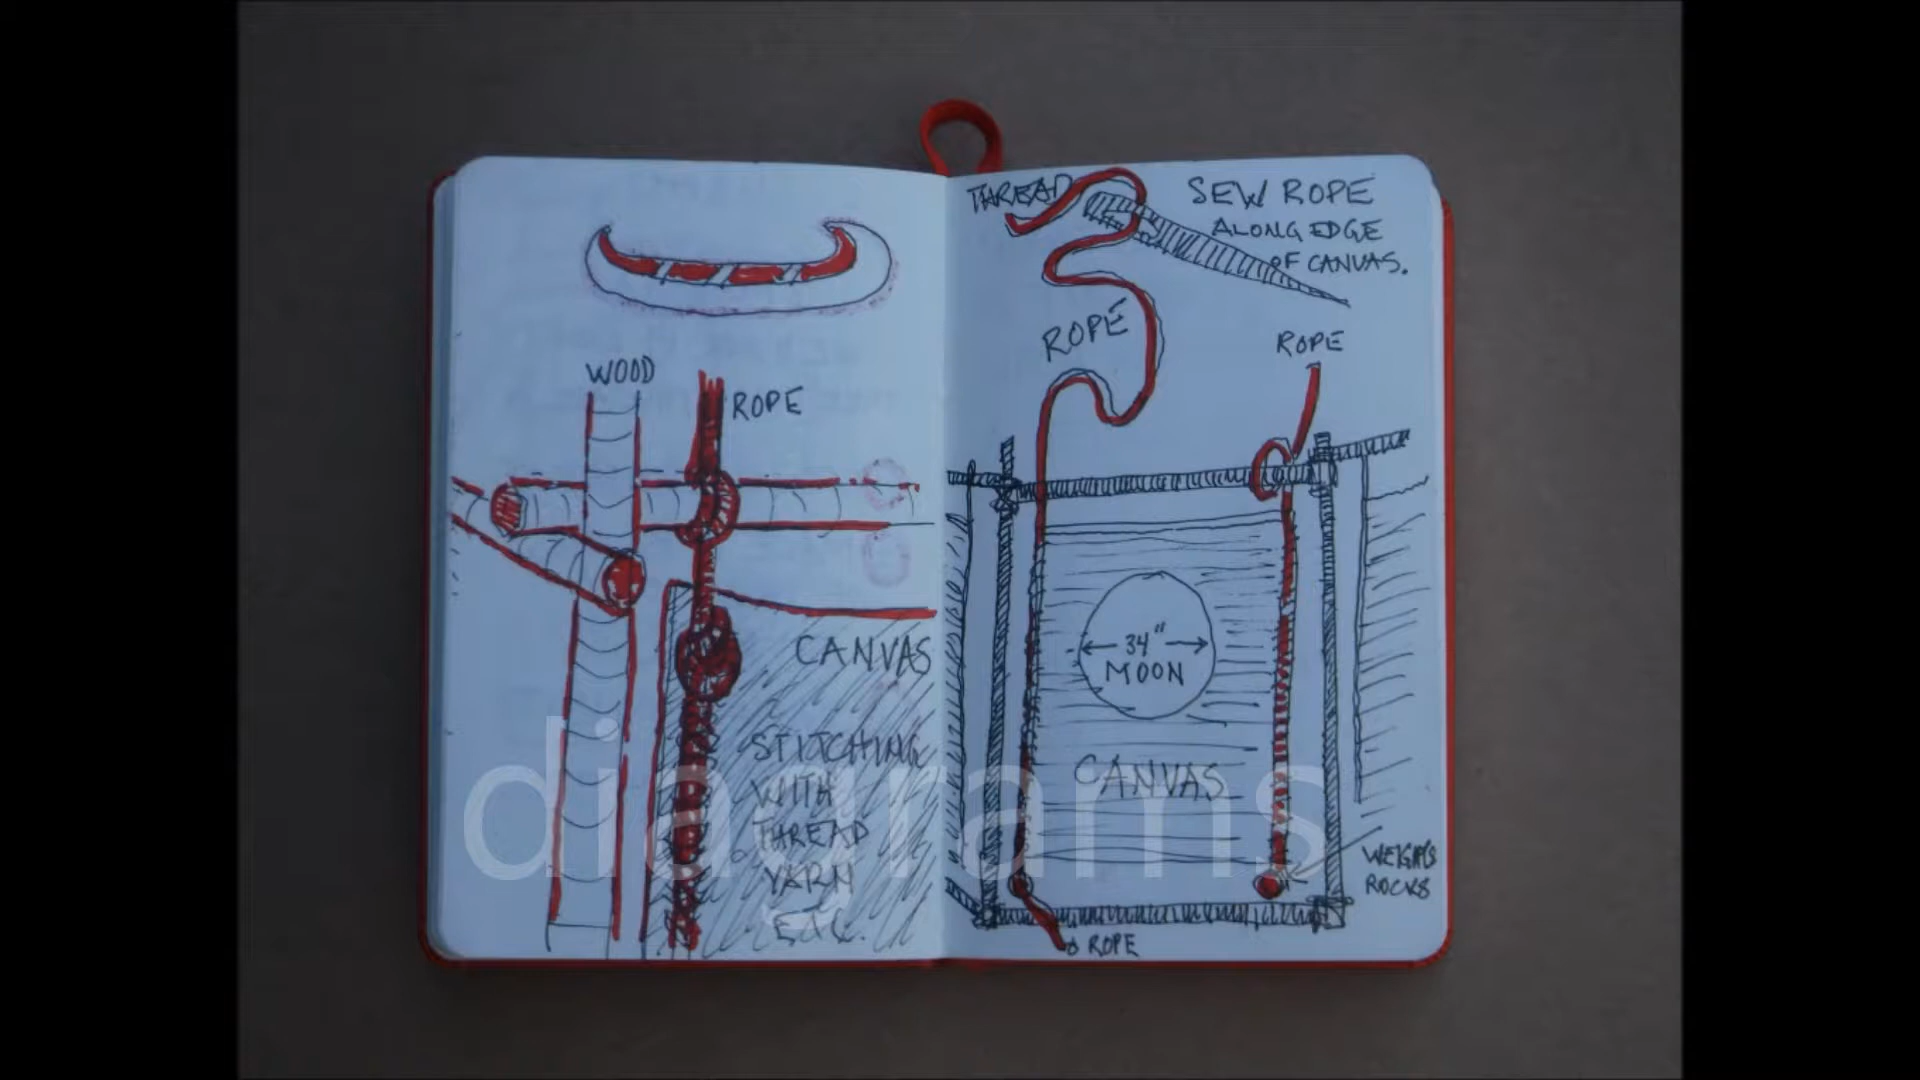 WOOD
ROPE
CANVAS
STITCHING
WITH
THREAD
YARN
ETC.
THREAD
SEW ROPE
ALONG EDGE
OF CANVAS.
ROPE
ROPE
34"
MOON
CANVAS
WEIGHTS
ROCKS
ROPE
diagrams